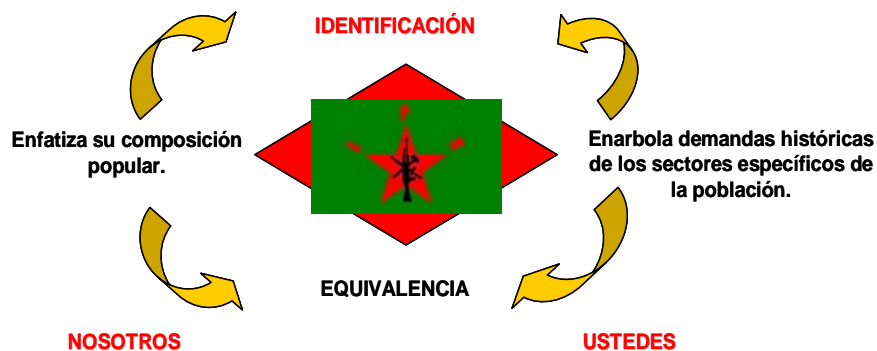 IDENTIFICACIÓN
Enfatiza su composición
popular.
Enarbola demandas históricas
de los sectores específicos de
la población.
EQUIVALENCIA
NOSOTROS
USTEDES